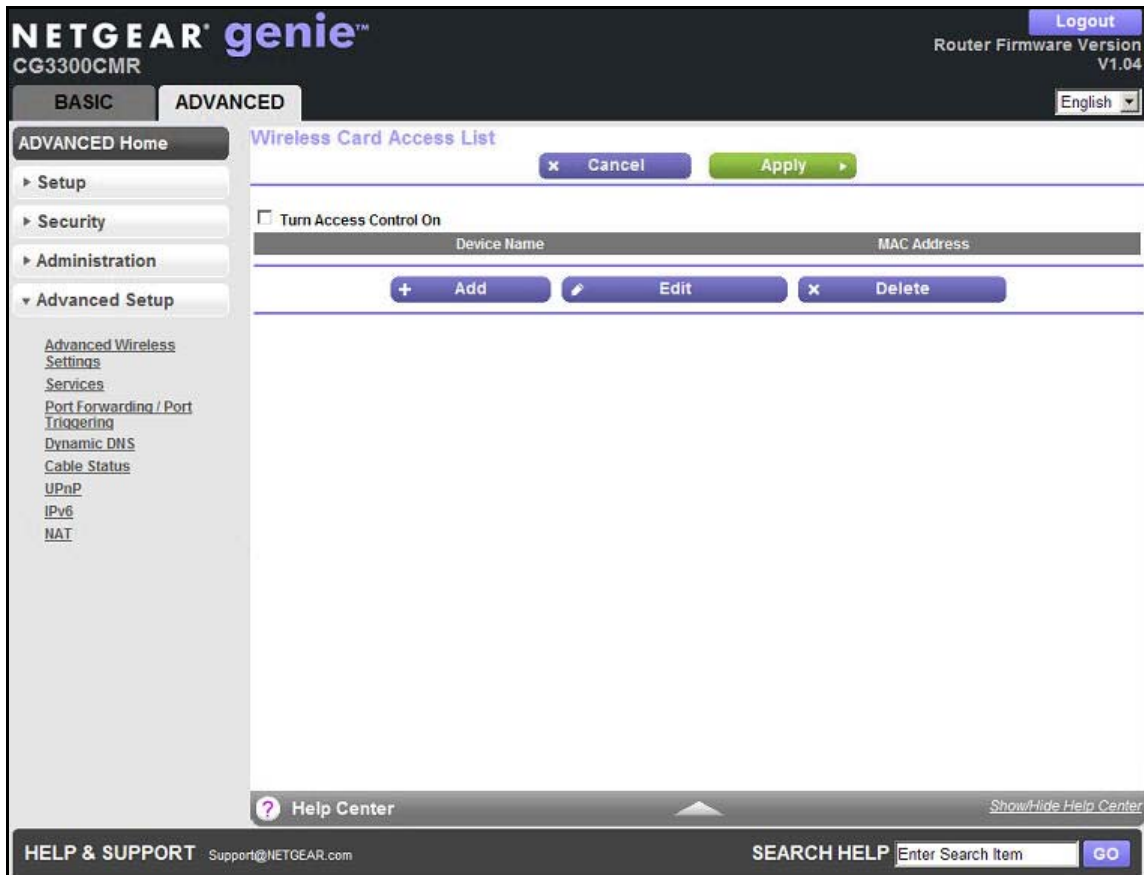 NETGEAR® genie™
CG3300CMR
Logout
Router Firmware Version
V1.04
BASIC
ADVANCED
English
ADVANCED Home
Setup
Security
Administration
Advanced Setup
Advanced Wireless
Settings
Services
Port Forwarding / Port
Triggering
Dynamic DNS
Cable Status
UPnP
IPv6
NAT
Wireless Card Access List
Cancel
Apply
Turn Access Control On
Device Name
MAC Address
Add
Edit
Delete
? Help Center
Show/Hide Help Center
HELP & SUPPORT Support@NETGEAR.com
SEARCH HELP Enter Search Item GO